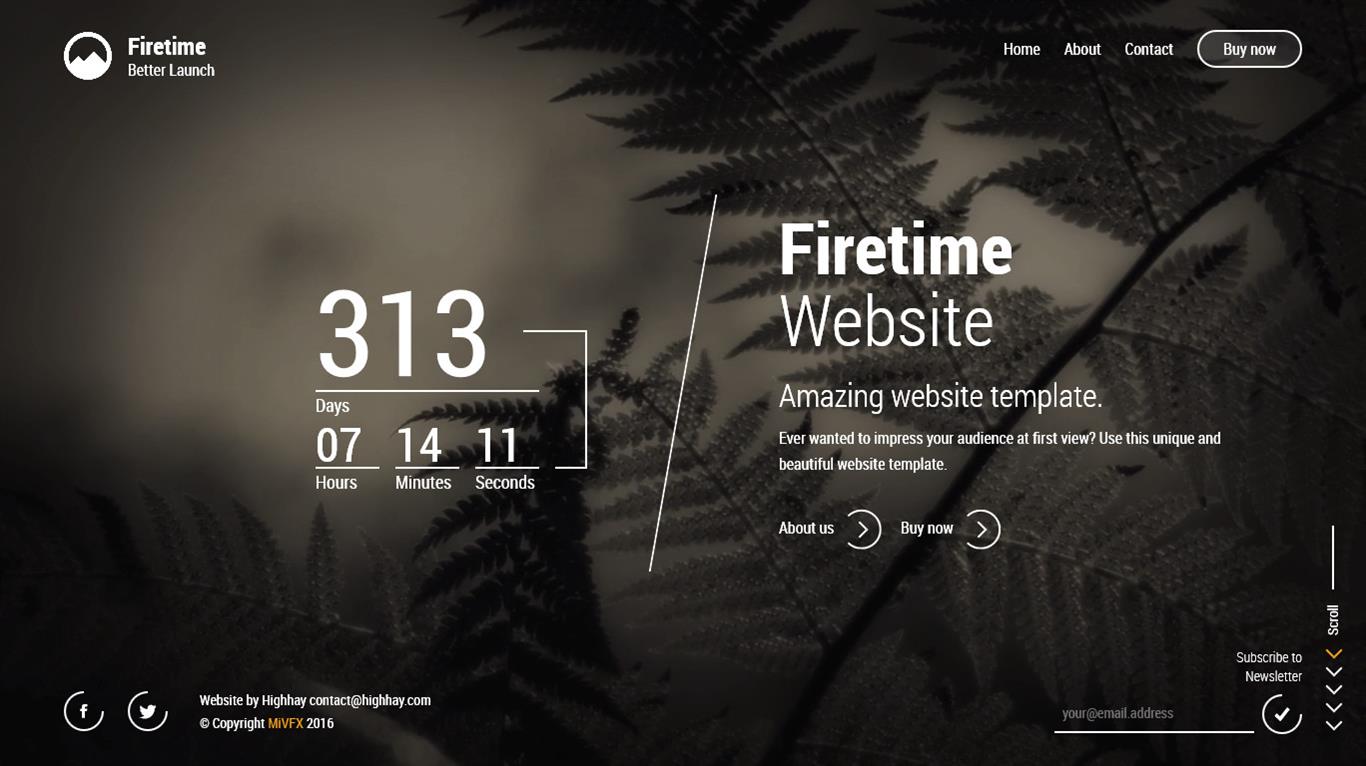 Firetime
Better Launch
Home About Contact Buy now
313
Days
07 14 11
Hours Minutes Seconds
Firetime
Website
Amazing website template.
Ever wanted to impress your audience at first view? Use this unique and
beautiful website template.
About us Buy now
Scroll
Subscribe to
Newsletter
your@email.address
Website by Highhay contact@highhay.com
© Copyright MiVFX 2016